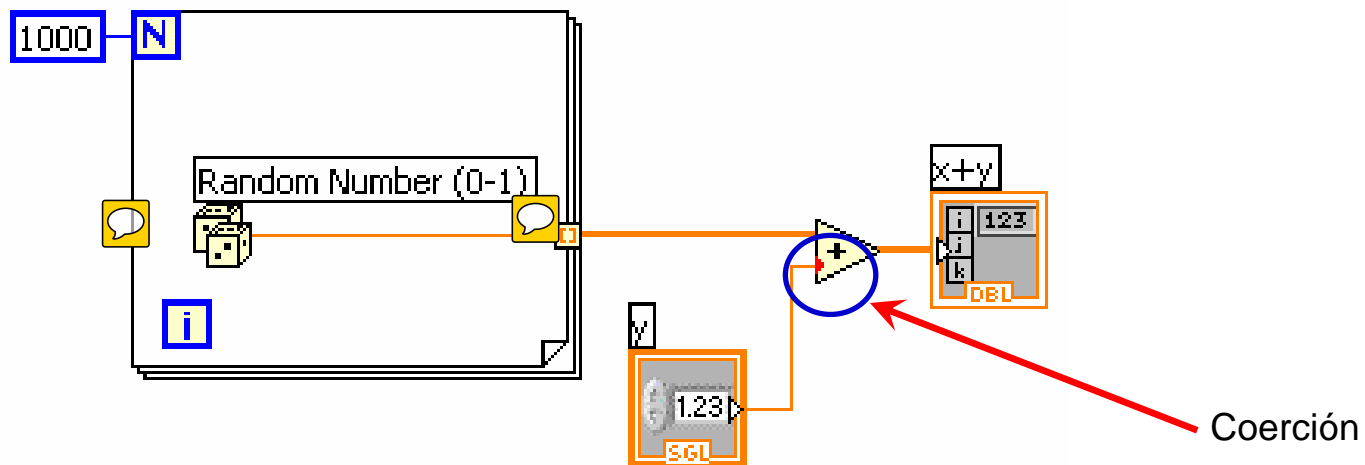 1000
N
Random Number (0-1)
i
x+y
i
123
j
k
DBL
+
y
1.23
SGL
Coerción